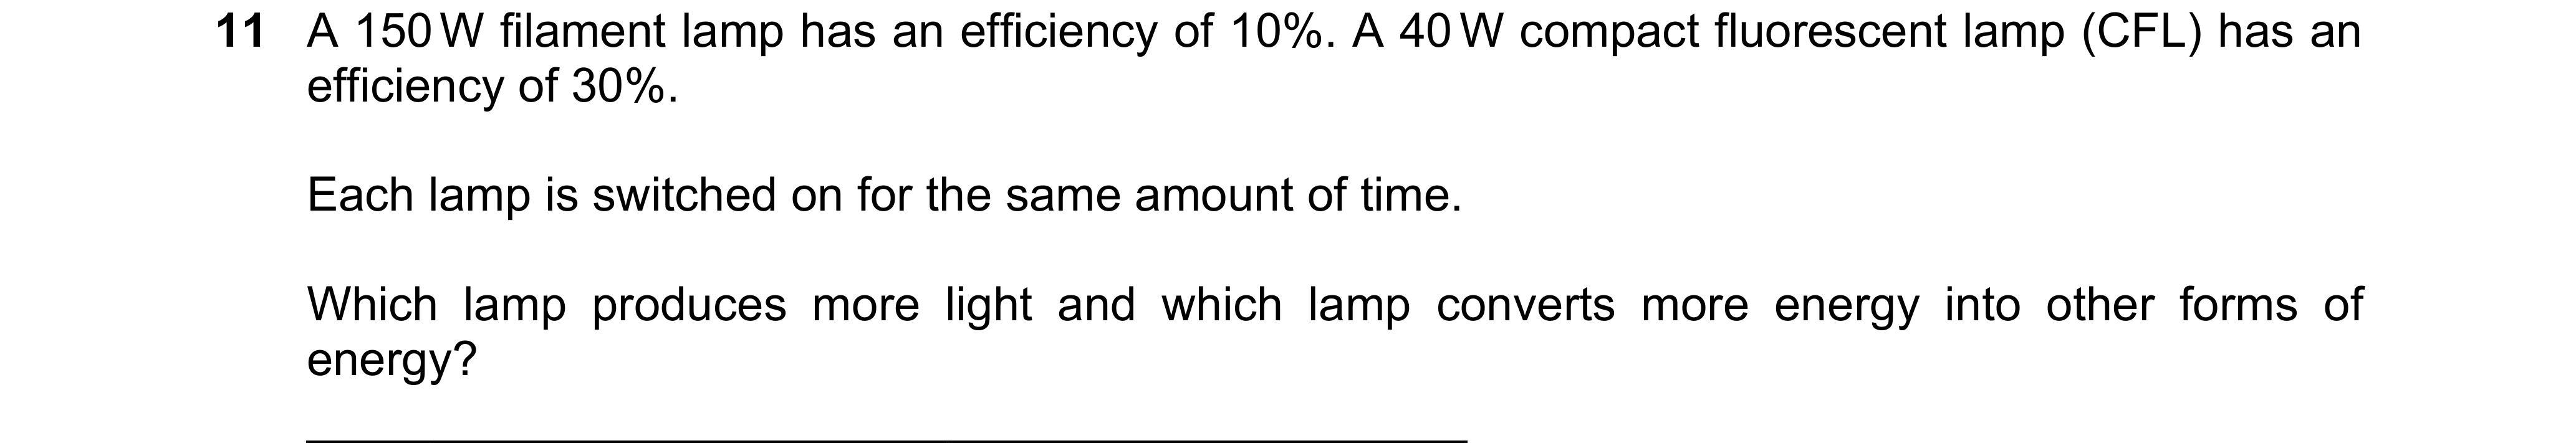 11 A 150 W filament lamp has an efficiency of 10%. A 40 W compact fluorescent lamp (CFL) has an
efficiency of 30%.
Each lamp is switched on for the same amount of time.
Which lamp produces more light and which lamp converts more energy into other forms of
energy?